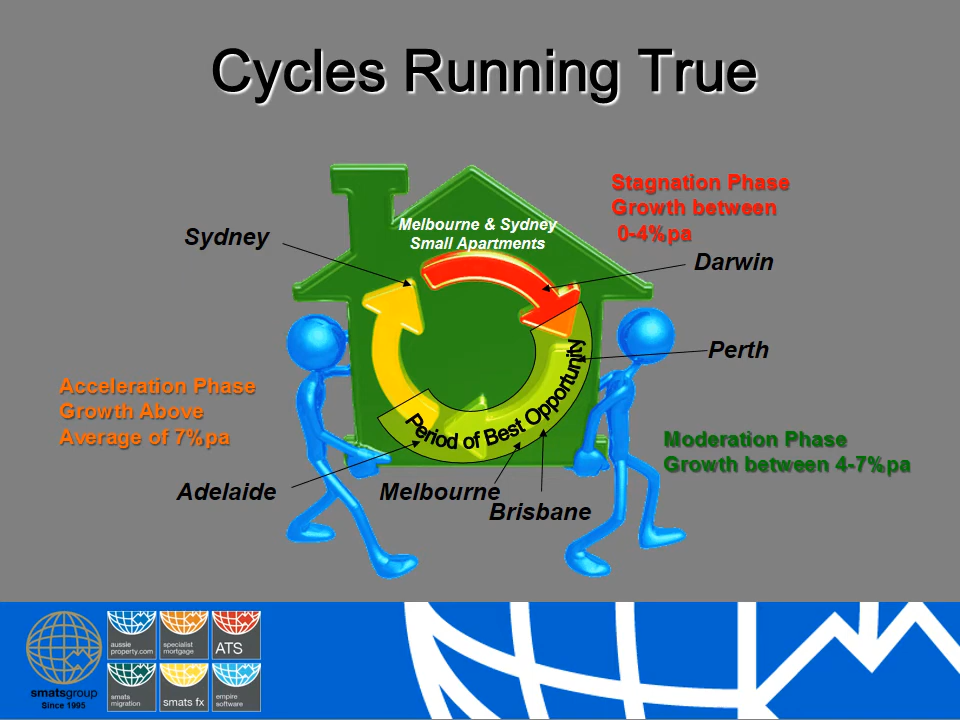 Cycles Running True
Stagnation Phase
Growth between
0-4%pa
Melbourne & Sydney
Small Apartments
Sydney
Darwin
Perth
Period of Best Opportunity
Acceleration Phase
Growth Above
Average of 7%pa
Moderation Phase
Growth between 4-7%pa
Adelaide
Melbourne
Brisbane
smatsgroup
Since 1995
aussie
property.com
specialist
mortgage
ATS
smats
migration
smats fx
empire
software